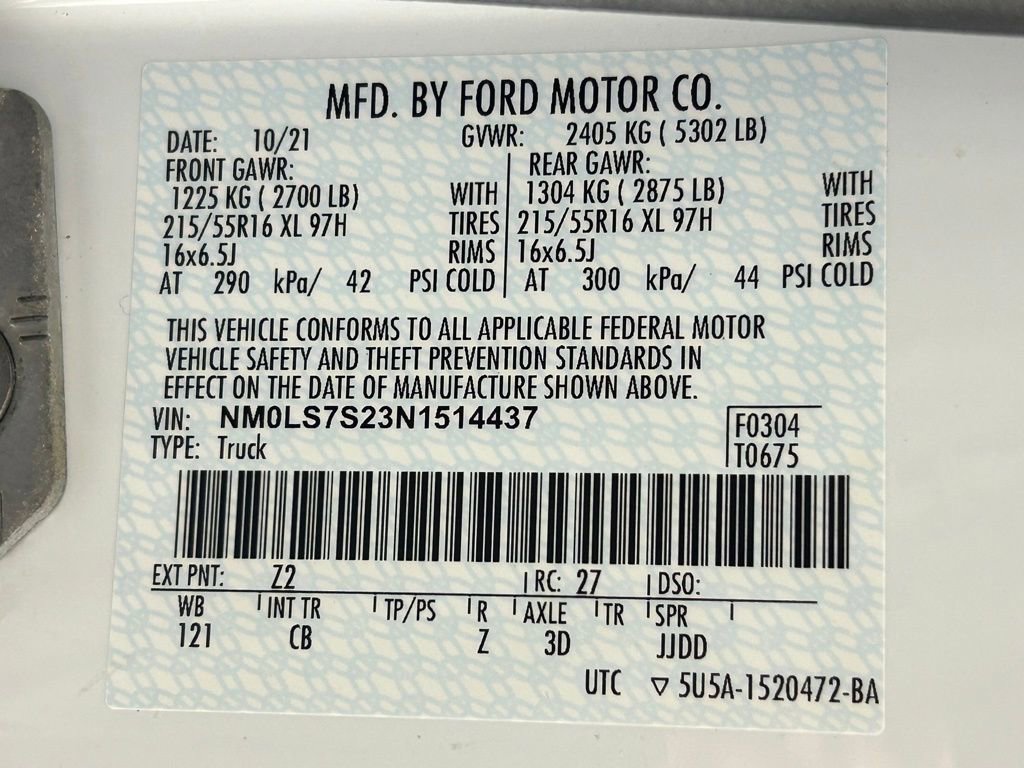 MFD. BY FORD MOTOR CO.
DATE: 10/21 GVWR: 2405 KG ( 5302 LB)
FRONT GAWR: REAR GAWR:
1225 KG ( 2700 LB) WITH 1304 KG ( 2875 LB) WITH
215/55R16 XL 97H TIRES 215/55R16 XL 97H TIRES
16x6.5J RIMS 16x6.5J RIMS
AT 290 kPa/ 42 PSI COLD AT 300 kPa/ 44 PSI COLD
THIS VEHICLE CONFORMS TO ALL APPLICABLE FEDERAL MOTOR
VEHICLE SAFETY AND THEFT PREVENTION STANDARDS IN
EFFECT ON THE DATE OF MANUFACTURE SHOWN ABOVE.
VIN: NM0LS7S23N1514437 F0304
TYPE: Truck T0675
EXT PNT: Z2 RC: 27 DSO:
WB INT TR TP/PS R AXLE TR SPR
121 CB Z 3D JJDD
UTC ▽ 5U5A-1520472-BA